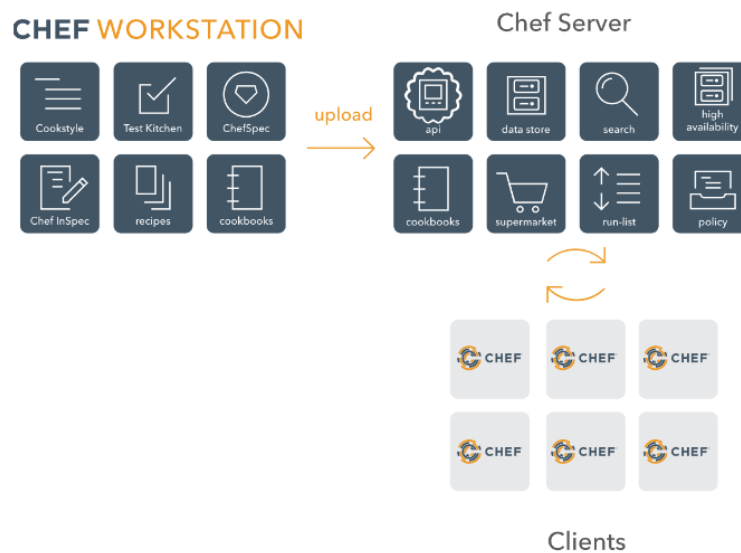 CHEF WORKSTATION
Chef Server
Cookstyle
Test Kitchen
ChefSpec
upload
api
data store
search
high
availability
Chef InSpec
recipes
cookbooks
cookbooks
supermarket
run-list
policy
CHEF
CHEF
CHEF
CHEF
CHEF
CHEF
Clients